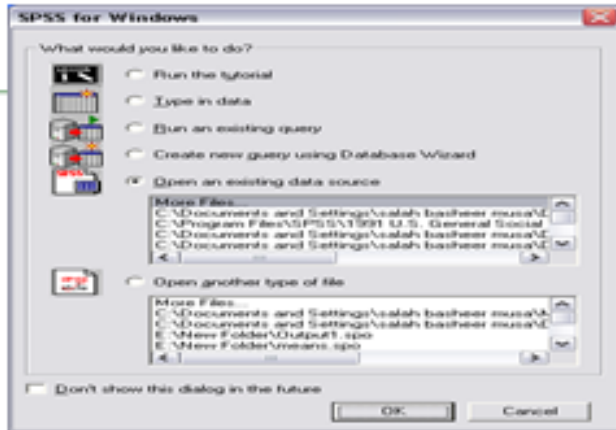 SPSS for Windows
What would you like to do?
Run the tutorial
Type in data
Run an existing query
Create new query using Database Wizard
Open an existing data source
More Files...
C:\Documents and Settings\salah basheer musa\D
C:\Program Files\SPSS\1991 U.S. General Social
C:\Documents and Settings\salah basheer musa\D
C:\Documents and Settings\salah basheer musa\D
Open another type of file
More Files...
C:\Documents and Settings\salah basheer musa\
C:\Documents and Settings\salah basheer musa\D
E:\New Folder\Output1.spo
E:\New Folder\means.spo
Don't show this dialog in the future
OK
Cancel